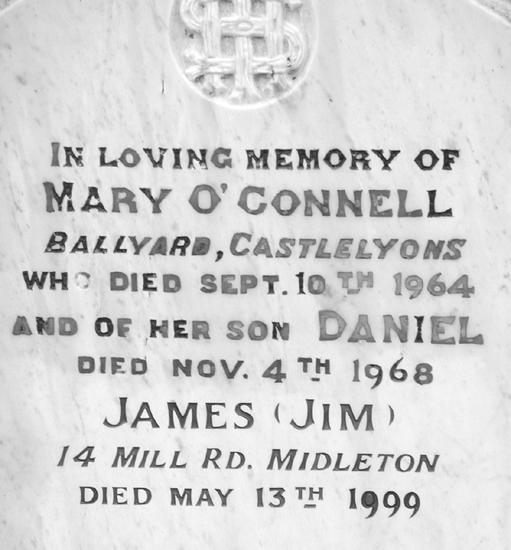 IHS
IN LOVING MEMORY OF
MARY O'CONNELL
BALLYARD, CASTLELYONS
WHO DIED SEPT. 10TH 1964
AND OF HER SON DANIEL
DIED NOV. 4TH 1968
JAMES (JIM)
14 MILL RD. MIDLETON
DIED MAY 13TH 1999